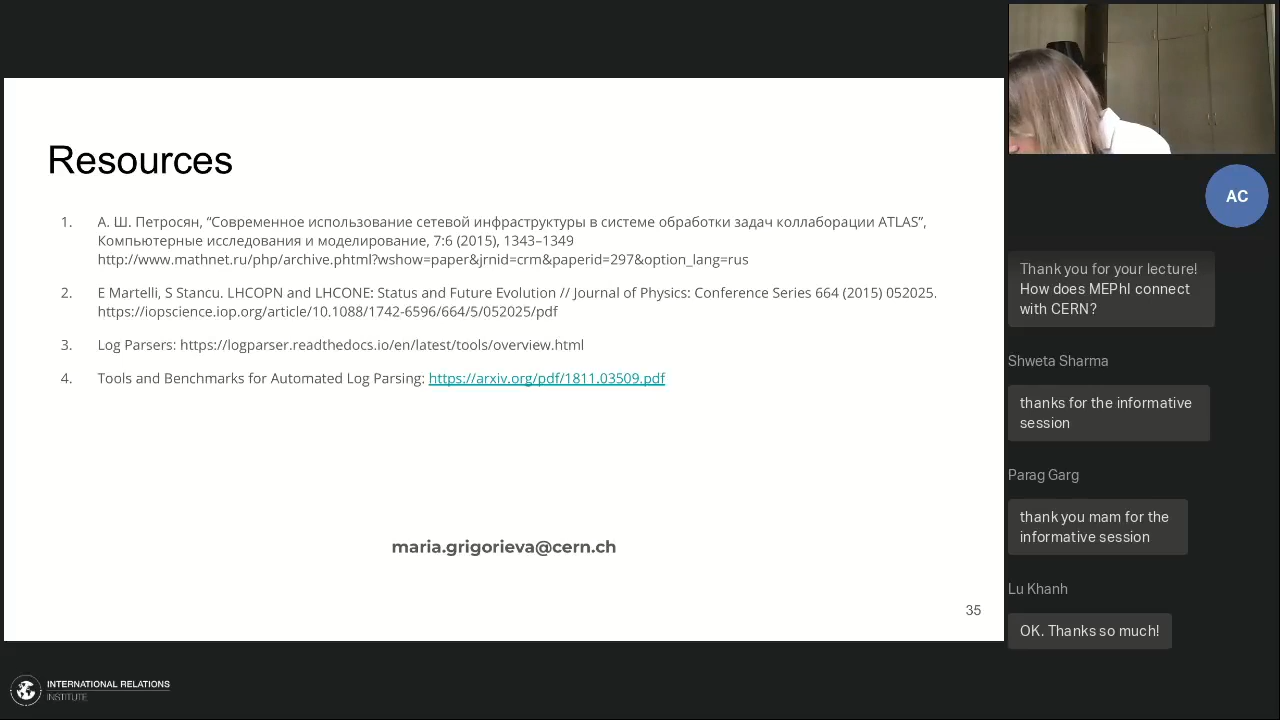 Resources
1. А. Ш. Петросян, “Современное использование сетевой инфраструктуры в системе обработки задач коллаборации ATLAS”,
Компьютерные исследования и моделирование, 7:6 (2015), 1343–1349
http://www.mathnet.ru/php/archive.phtml?wshow=paper&jrnid=crm&paperid=297&option_lang=rus
2. E Martelli, S Stancu. LHCOPN and LHCONE: Status and Future Evolution // Journal of Physics: Conference Series 664 (2015) 052025.
https://iopscience.iop.org/article/10.1088/1742-6596/664/5/052025/pdf
3. Log Parsers: https://logparser.readthedocs.io/en/latest/tools/overview.html
4. Tools and Benchmarks for Automated Log Parsing: https://arxiv.org/pdf/1811.03509.pdf
maria.grigorieva@cern.ch
35
INTERNATIONAL RELATIONS
INSTITUTE
AC
Thank you for your lecture!
How does MEPhI connect
with CERN?
Shweta Sharma
thanks for the informative
session
Parag Garg
thank you mam for the
informative session
Lu Khanh
OK. Thanks so much!